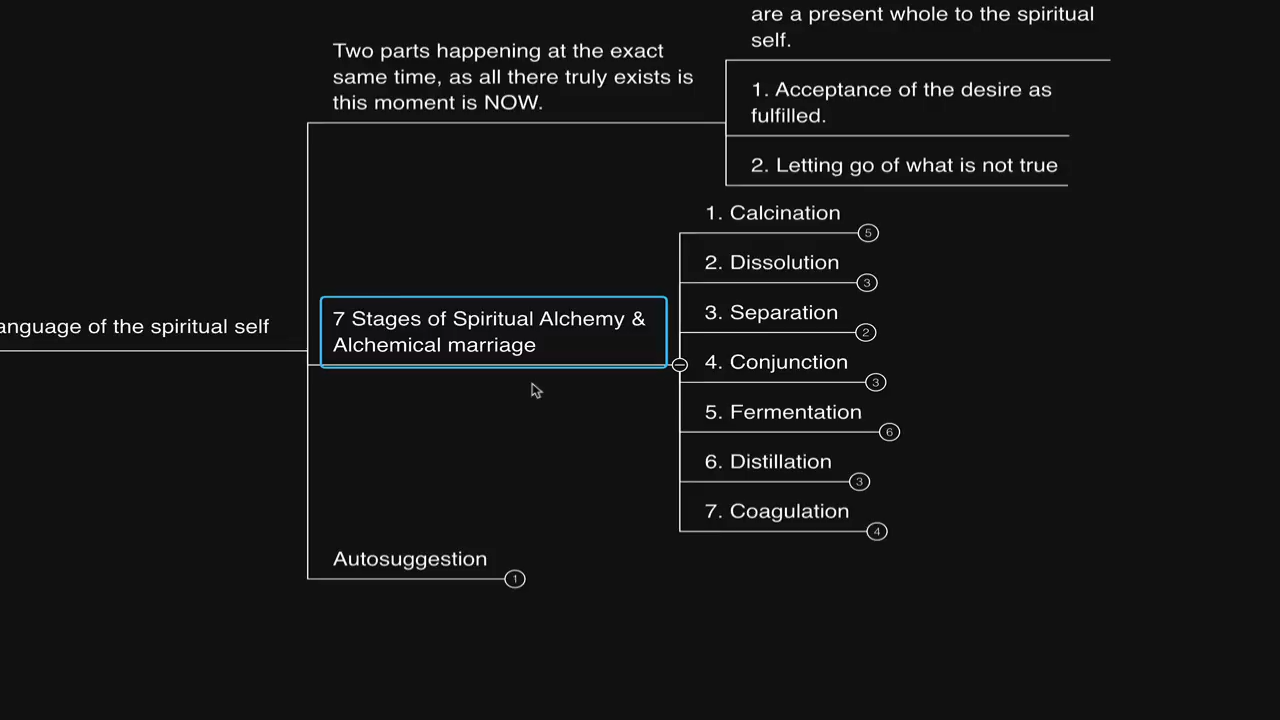 are a present whole to the spiritual
self.
Two parts happening at the exact
same time, as all there truly exists is
this moment is NOW.
1. Acceptance of the desire as
fulfilled.
2. Letting go of what is not true
1. Calcination
5
2. Dissolution
3
7 Stages of Spiritual Alchemy &
Alchemical marriage
3. Separation
2
4. Conjunction
3
5. Fermentation
6
6. Distillation
3
7. Coagulation
4
anguage of the spiritual self
Autosuggestion
1